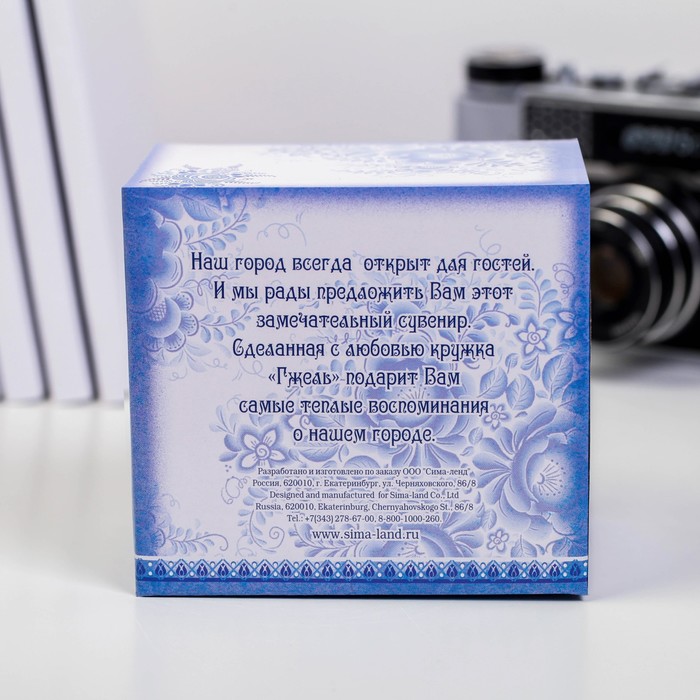 Наш город всегда открыт для гостей.
И мы рады предложить Вам этот
замечательный сувенир.
Сделанная с любовью кружка
«Гжель» подарит Вам
самые теплые воспоминания
о нашем городе.
Разработано и изготовлено по заказу ООО "Сима-ленд"
Россия, 620010, г. Екатеринбург, ул. Черняховского, 86/8
Designed and manufactured for Sima-land Co., Ltd
Russia, 620010, Ekaterinburg, Chernyahovskogo St., 86/8
Tel.: +7(343) 278-67-00, 8-800-1000-260.
www.sima-land.ru